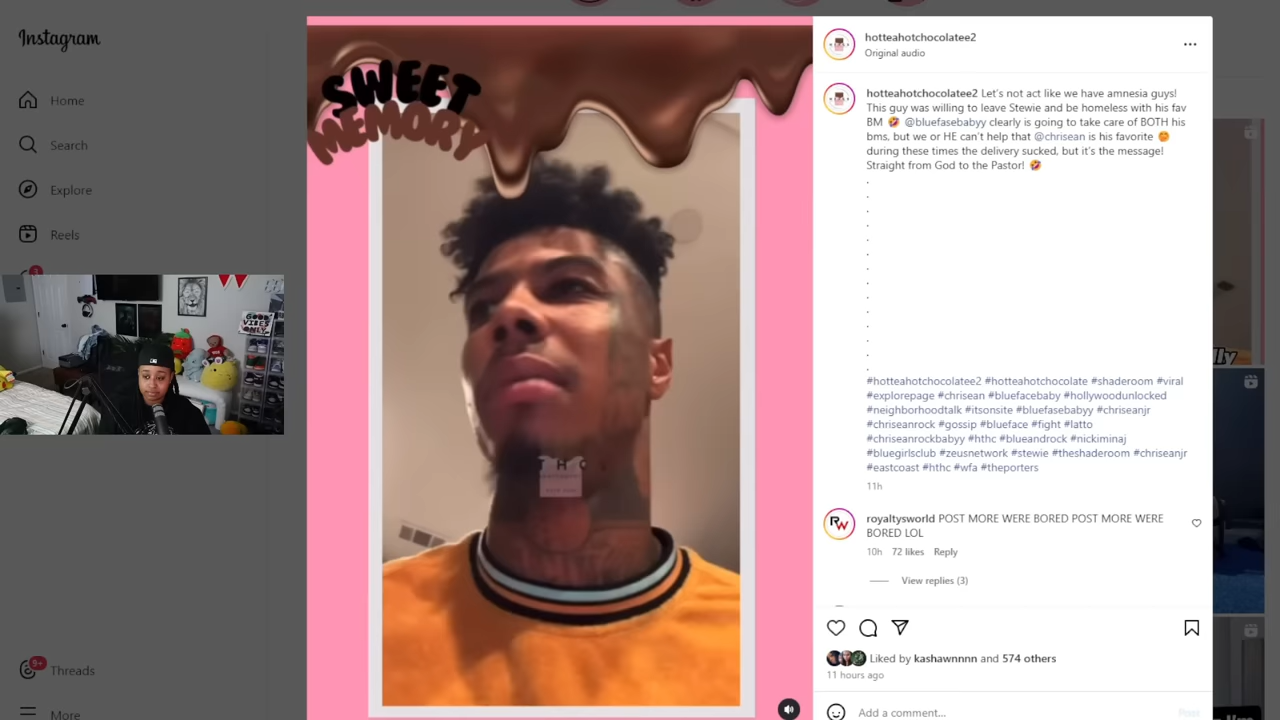 Instagram
Home
Search
Explore
Reels
9+
Threads
More
GOOD
VIBES
ONLY
SWEET
MEMORY
hotteahotchocolatee2
Original audio
hotteahotchocolatee2 Let's not act like we have amnesia guys!
This guy was willing to leave Stewie and be homeless with his fav
BM 🤣 @bluefasebabyy clearly is going to take care of BOTH his
bms, but we or HE can't help that @chrisean is his favorite
during these times the delivery sucked, but it's the message!
Straight from God to the Pastor! 🤣
.
.
.
.
.
.
.
.
.
.
.
.
.
.
#hotteahotchocolatee2 #hotteahotchocolate #shaderoom #viral
#explorepage #chrisean #bluefacebaby #hollywoodunlocked
#neighborhoodtalk #itsonsite #bluefasebabyy #chriseanjr
#chriseanrock #gossip #blueface #fight #latto
#chriseanrockbabyy #hthc #blueandrock #nickiminaj
#bluegirlsclub #zeusnetwork #stewie #theshaderoom #chriseanjr
#eastcoast #hthc #wfa #theporters
11h
RW
royaltysworld POST MORE WERE BORED POST MORE WERE
BORED LOL
10h 72 likes Reply
View replies (3)
Liked by kashawnnnn and 574 others
11 hours ago
Add a comment...
Post